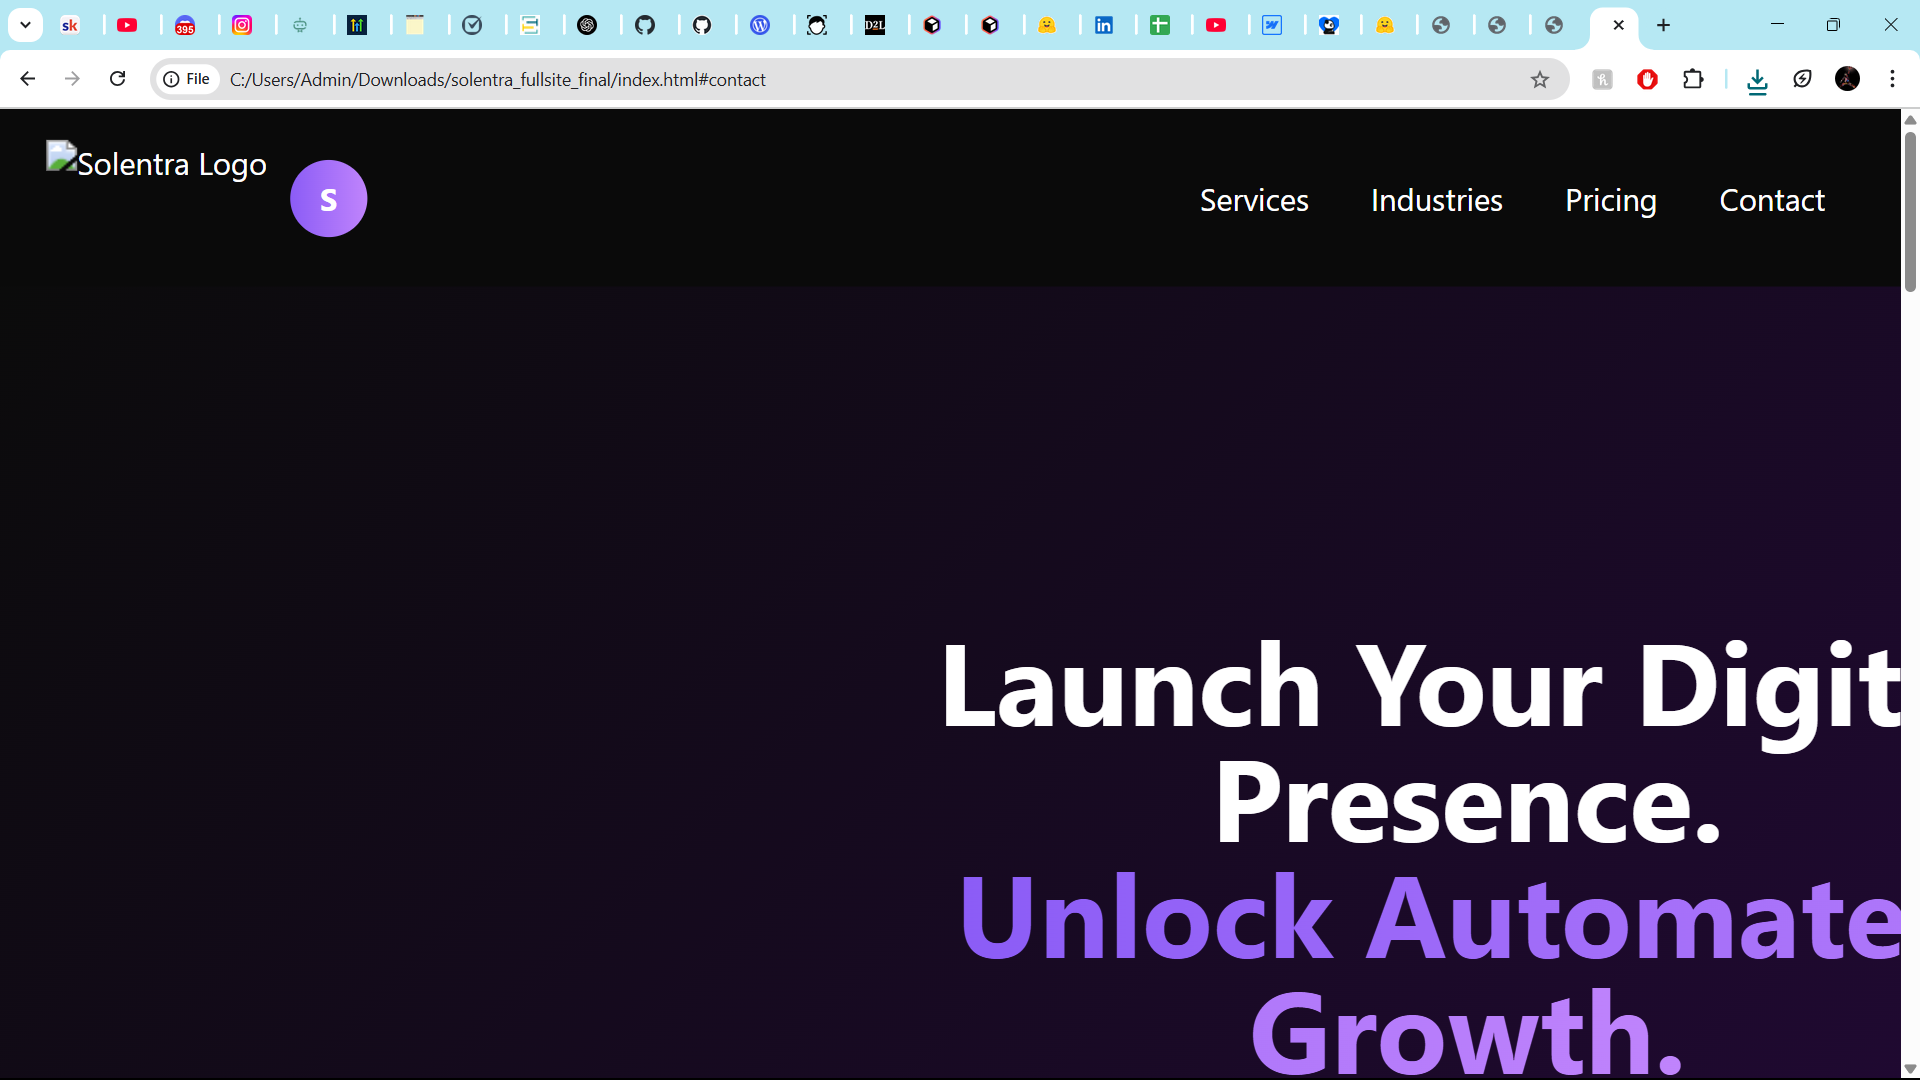 sk
395
D2L
File
C:/Users/Admin/Downloads/solentra_fullsite_final/index.html#contact
Solentra Logo
S
Services Industries Pricing Contact
Launch Your Digit
Presence.
Unlock Automate
Growth.